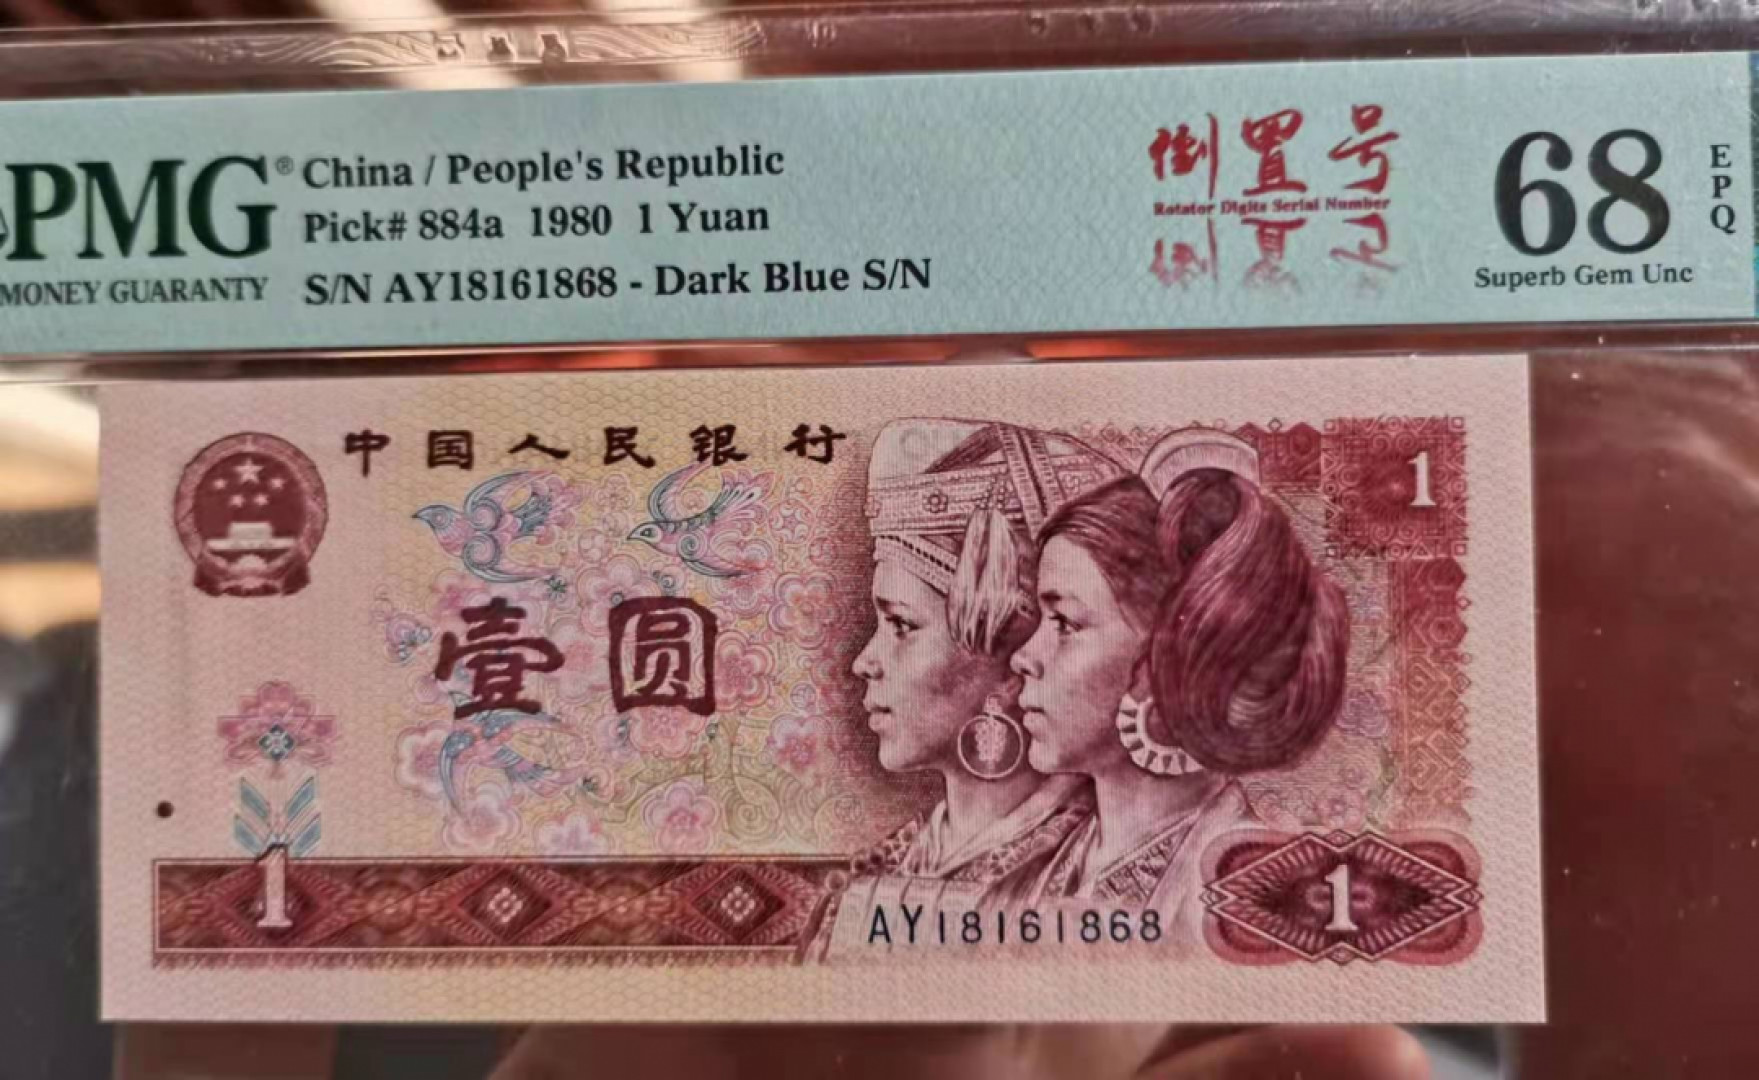 PMG® China / People's Republic
Pick# 884a 1980 1 Yuan
MONEY GUARANTY S/N AY18161868 - Dark Blue S/N
倒置号
Rotator Digits Serial Number
68
EPQ
Superb Gem Unc
中国人民银行
1
壹圆
1
AY18161868
1